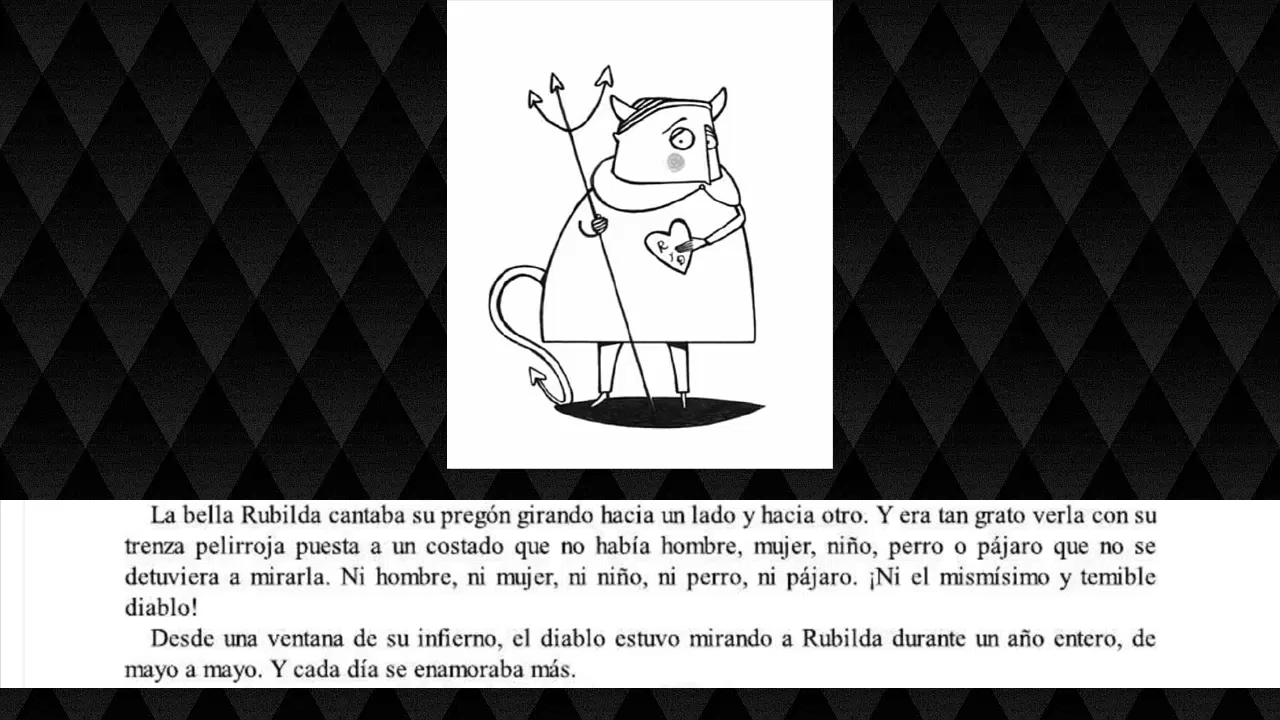 R y D
La bella Rubilda cantaba su pregón girando hacia un lado y hacia otro. Y era tan grato verla con su
trenza pelirroja puesta a un costado que no había hombre, mujer, niño, perro o pájaro que no se
detuviera a mirarla. Ni hombre, ni mujer, ni niño, ni perro, ni pájaro. ¡Ni el mismísimo y temible
diablo!
Desde una ventana de su infierno, el diablo estuvo mirando a Rubilda durante un año entero, de
mayo a mayo. Y cada día se enamoraba más.